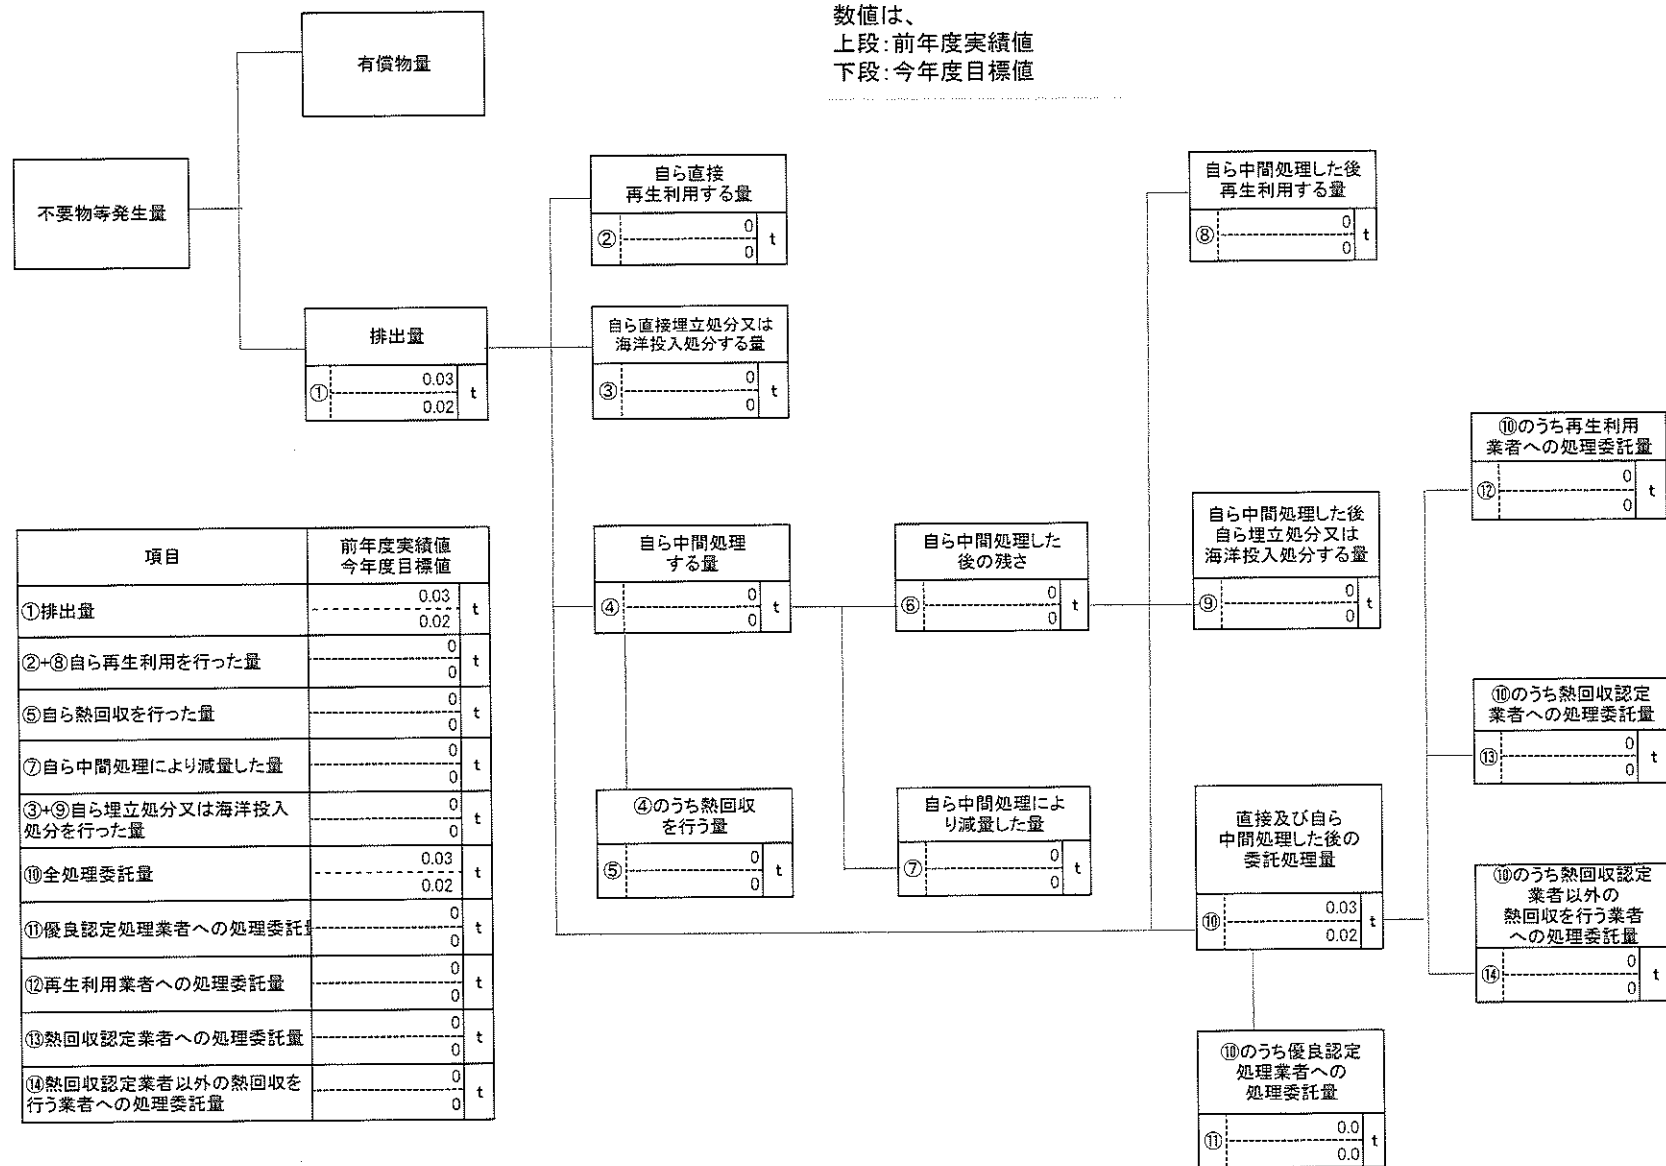 数値は、
上段:前年度実績値
下段:今年度目標値
有償物量
不要物等発生量
排出量
①
0.03
0.02
t
自ら直接
再生利用する量
②
0
0
t
自ら直接埋立処分又は
海洋投入処分する量
③
0
0
t
自ら中間処理
する量
④
0
0
t
④のうち熱回収
を行う量
⑤
0
0
t
自ら中間処理した
後の残さ
⑥
0
0
t
自ら中間処理によ
り減量した量
⑦
0
0
t
自ら中間処理した後
再生利用する量
⑧
0
0
t
自ら中間処理した後
自ら埋立処分又は
海洋投入処分する量
⑨
0
0
t
直接及び自ら
中間処理した後の
委託処理量
⑩
0.03
0.02
t
⑩のうち優良認定
処理業者への
処理委託量
⑪
0.0
0.0
t
⑩のうち再生利用
業者への処理委託量
⑫
0
0
t
⑩のうち熱回収認定
業者への処理委託量
⑬
0
0
t
⑩のうち熱回収認定
業者以外の
熱回収を行う業者
への処理委託量
⑭
0
0
t
項目
前年度実績値
今年度目標値
①排出量
0.03
0.02
t
②+⑧自ら再生利用を行った量
0
0
t
⑤自ら熱回収を行った量
0
0
t
⑦自ら中間処理により減量した量
0
0
t
③+⑨自ら埋立処分又は海洋投入
処分を行った量
0
0
t
⑩全処理委託量
0.03
0.02
t
⑪優良認定処理業者への処理委託
0
0
t
⑫再生利用業者への処理委託量
0
0
t
⑬熱回収認定業者への処理委託量
0
0
t
⑭熱回収認定業者以外の熱回収を
行う業者への処理委託量
0
0
t